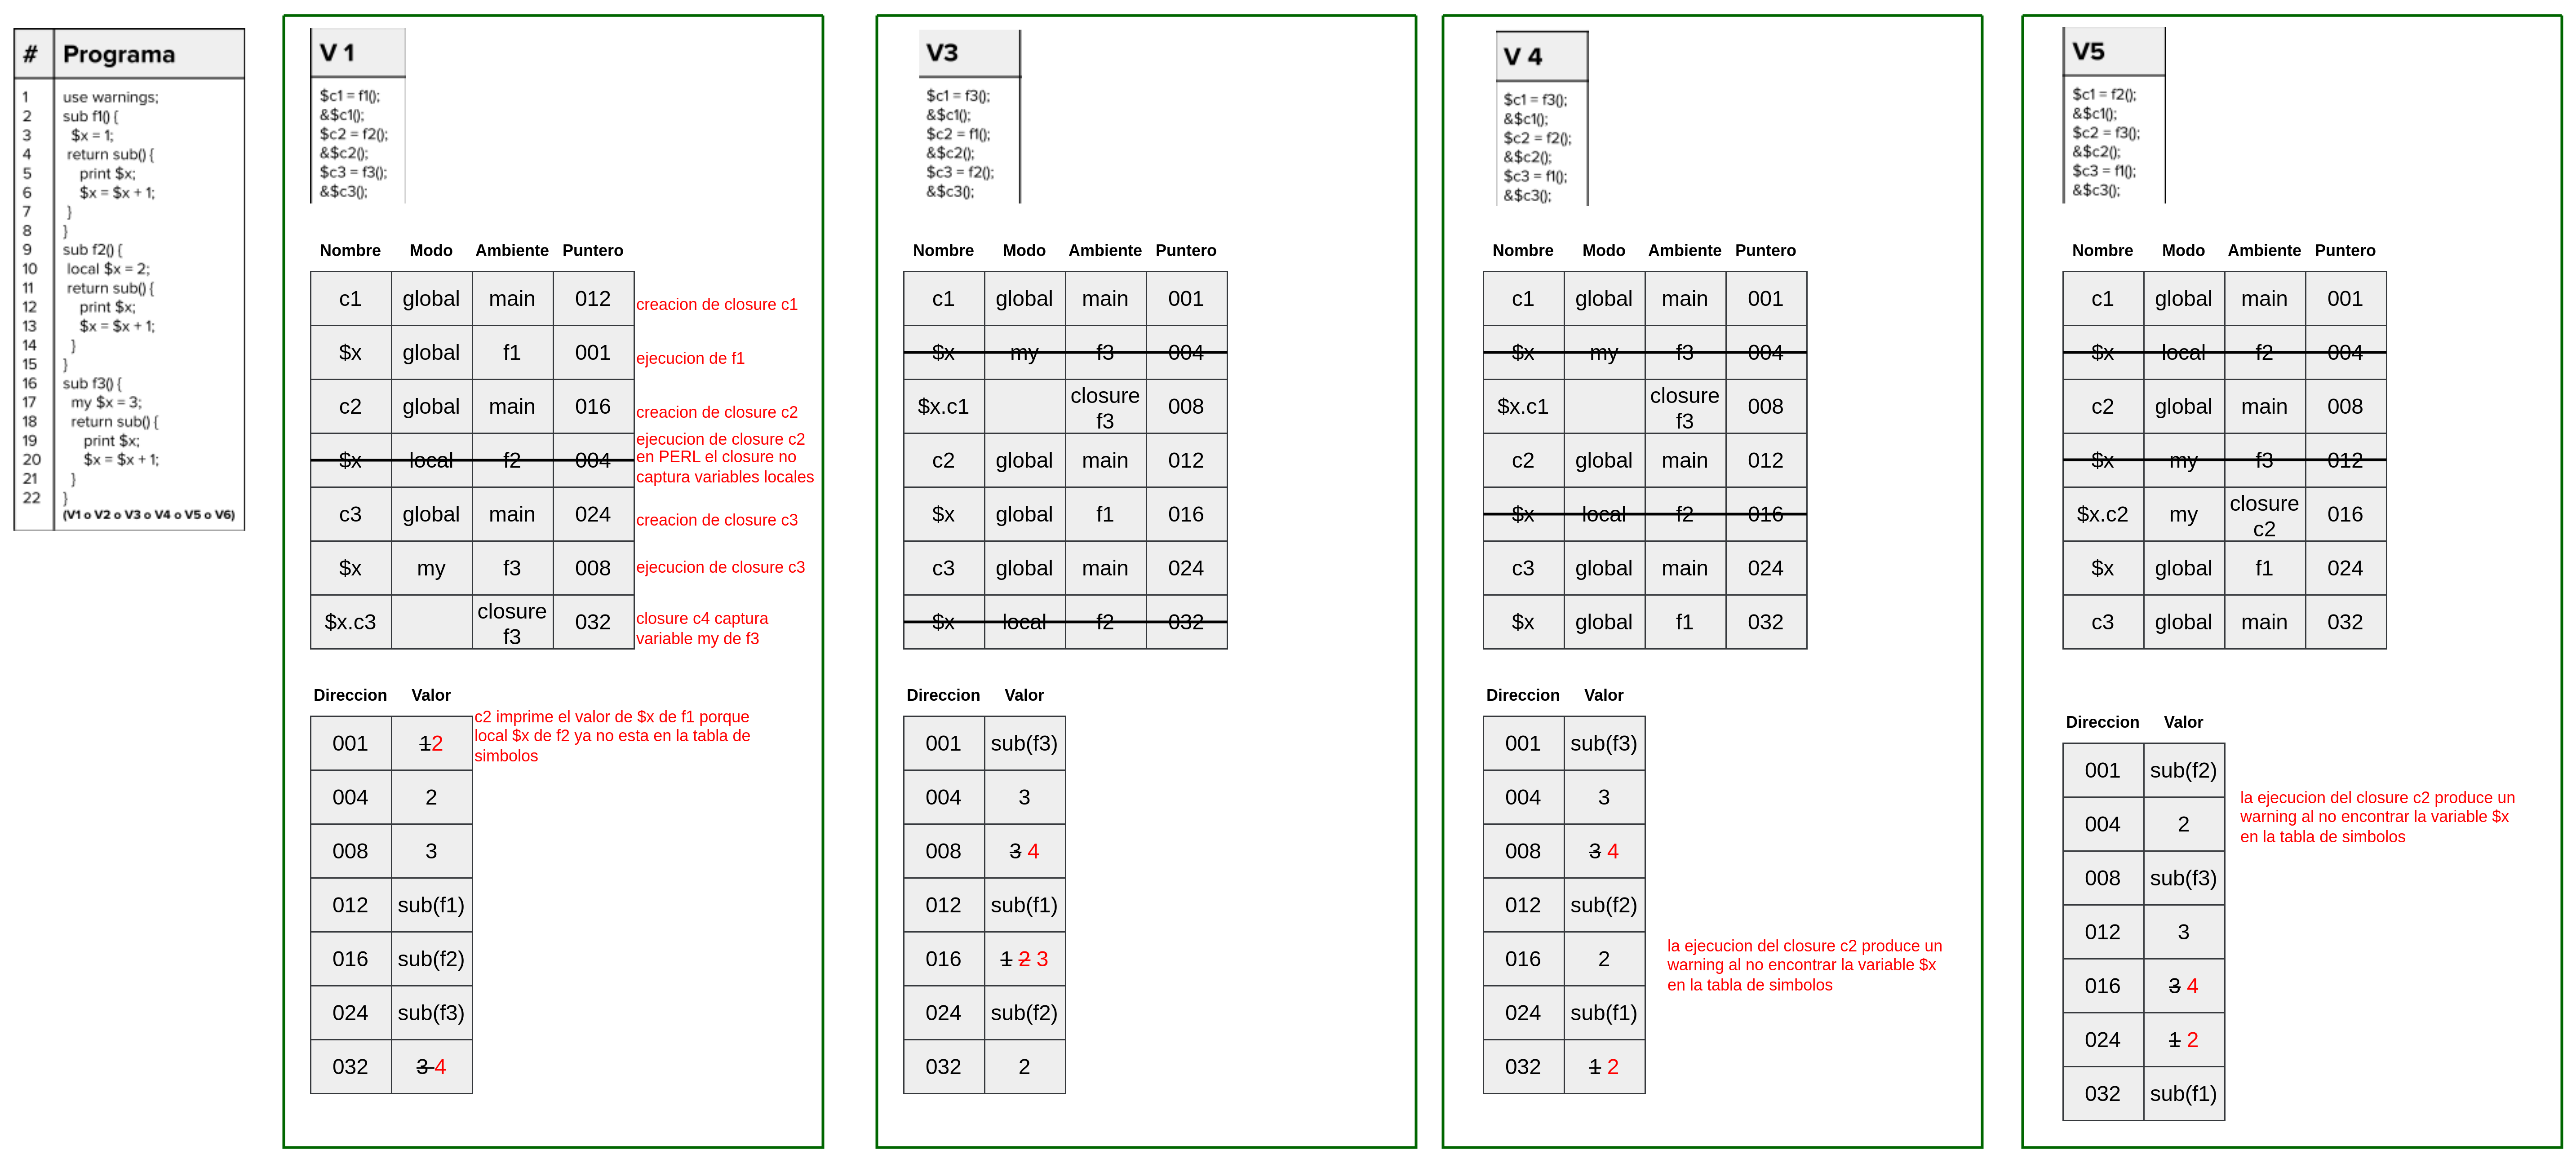 # Programa
1 use warnings;
2 sub f1() {
3 $x = 1;
4 return sub() {
5 print $x;
6 $x = $x + 1;
7 }
8 }
9 sub f2() {
10 local $x = 2;
11 return sub() {
12 print $x;
13 $x = $x + 1;
14 }
15 }
16 sub f3() {
17 my $x = 3;
18 return sub() {
19 print $x;
20 $x = $x + 1;
21 }
22 }
(V1 o V2 o V3 o V4 o V5 o V6)
V 1
$c1 = f1();
&$c1();
$c2 = f2();
&$c2();
$c3 = f3();
&$c3();
Nombre Modo Ambiente Puntero
c1 global main 012 creacion de closure c1
$x global f1 001 ejecucion de f1
c2 global main 016 creacion de closure c2
$x local f2 004
ejecucion de closure c2
en PERL el closure no
captura variables locales
c3 global main 024 creacion de closure c3
$x my f3 008 ejecucion de closure c3
$x.c3 closure f3 032
closure c4 captura
variable my de f3
Direccion Valor
001 12
c2 imprime el valor de $x de f1 porque
local $x de f2 ya no esta en la tabla de
simbolos
004 2
008 3
012 sub(f1)
016 sub(f2)
024 sub(f3)
032 3 4
V3
$c1 = f3();
&$c1();
$c2 = f1();
&$c2();
$c3 = f2();
&$c3();
Nombre Modo Ambiente Puntero
c1 global main 001
$x my f3 004
$x.c1 closure f3 008
c2 global main 012
$x global f1 016
c3 global main 024
$x local f2 032
Direccion Valor
001 sub(f3)
004 3
008 3 4
012 sub(f1)
016 1 2 3
024 sub(f2)
032 2
V 4
$c1 = f3();
&$c1();
$c2 = f2();
&$c2();
$c3 = f1();
&$c3();
Nombre Modo Ambiente Puntero
c1 global main 001
$x my f3 004
$x.c1 closure f3 008
c2 global main 012
$x local f2 016
c3 global main 024
$x global f1 032
Direccion Valor
001 sub(f3)
004 3
008 3 4
012 sub(f2)
016 2
la ejecucion del closure c2 produce un
warning al no encontrar la variable $x
en la tabla de simbolos
024 sub(f1)
032 1 2
V5
$c1 = f2();
&$c1();
$c2 = f3();
&$c2();
$c3 = f1();
&$c3();
Nombre Modo Ambiente Puntero
c1 global main 001
$x local f2 004
c2 global main 008
$x my f3 012
$x.c2 my closure c2 016
$x global f1 024
c3 global main 032
Direccion Valor
001 sub(f2)
004 2
la ejecucion del closure c2 produce un
warning al no encontrar la variable $x
en la tabla de simbolos
008 sub(f3)
012 3
016 3 4
024 1 2
032 sub(f1)